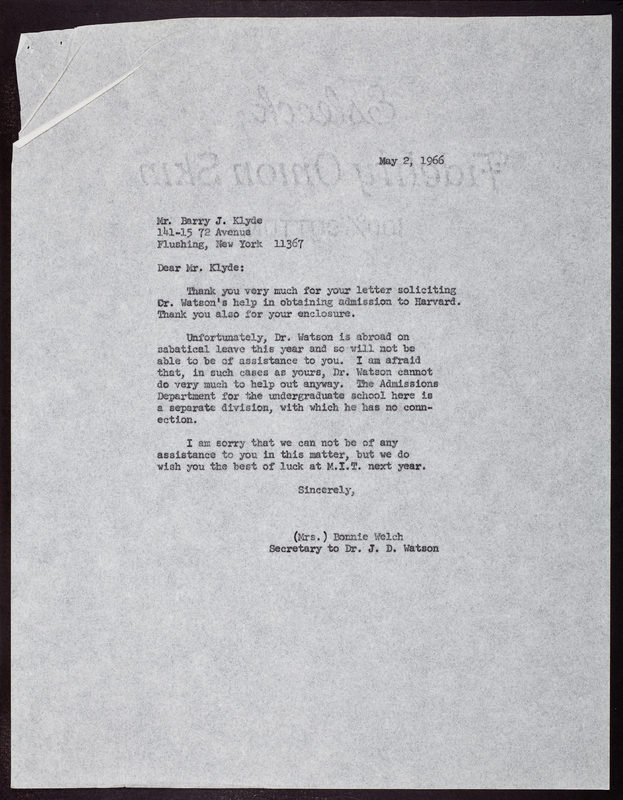 Esleeck
Fidelity Onion Skin
May 2, 1966
Mr. Barry J. Klyde
141-15 72 Avenue
Flushing, New York 11367
Dear Mr. Klyde:
Thank you very much for your letter soliciting
Dr. Watson's help in obtaining admission to Harvard.
Thank you also for your enclosure.
Unfortunately, Dr. Watson is abroad on
sabatical leave this year and so will not be
able to be of assistance to you. I am afraid
that, in such cases as yours, Dr. Watson cannot
do very much to help out anyway. The Admissions
Department for the undergraduate school here is
a separate division, with which he has no conn-
ection.
I am sorry that we can not be of any
assistance to you in this matter, but we do
wish you the best of luck at M.I.T. next year.
Sincerely,
(Mrs.) Bonnie Welch
Secretary to Dr. J. D. Watson